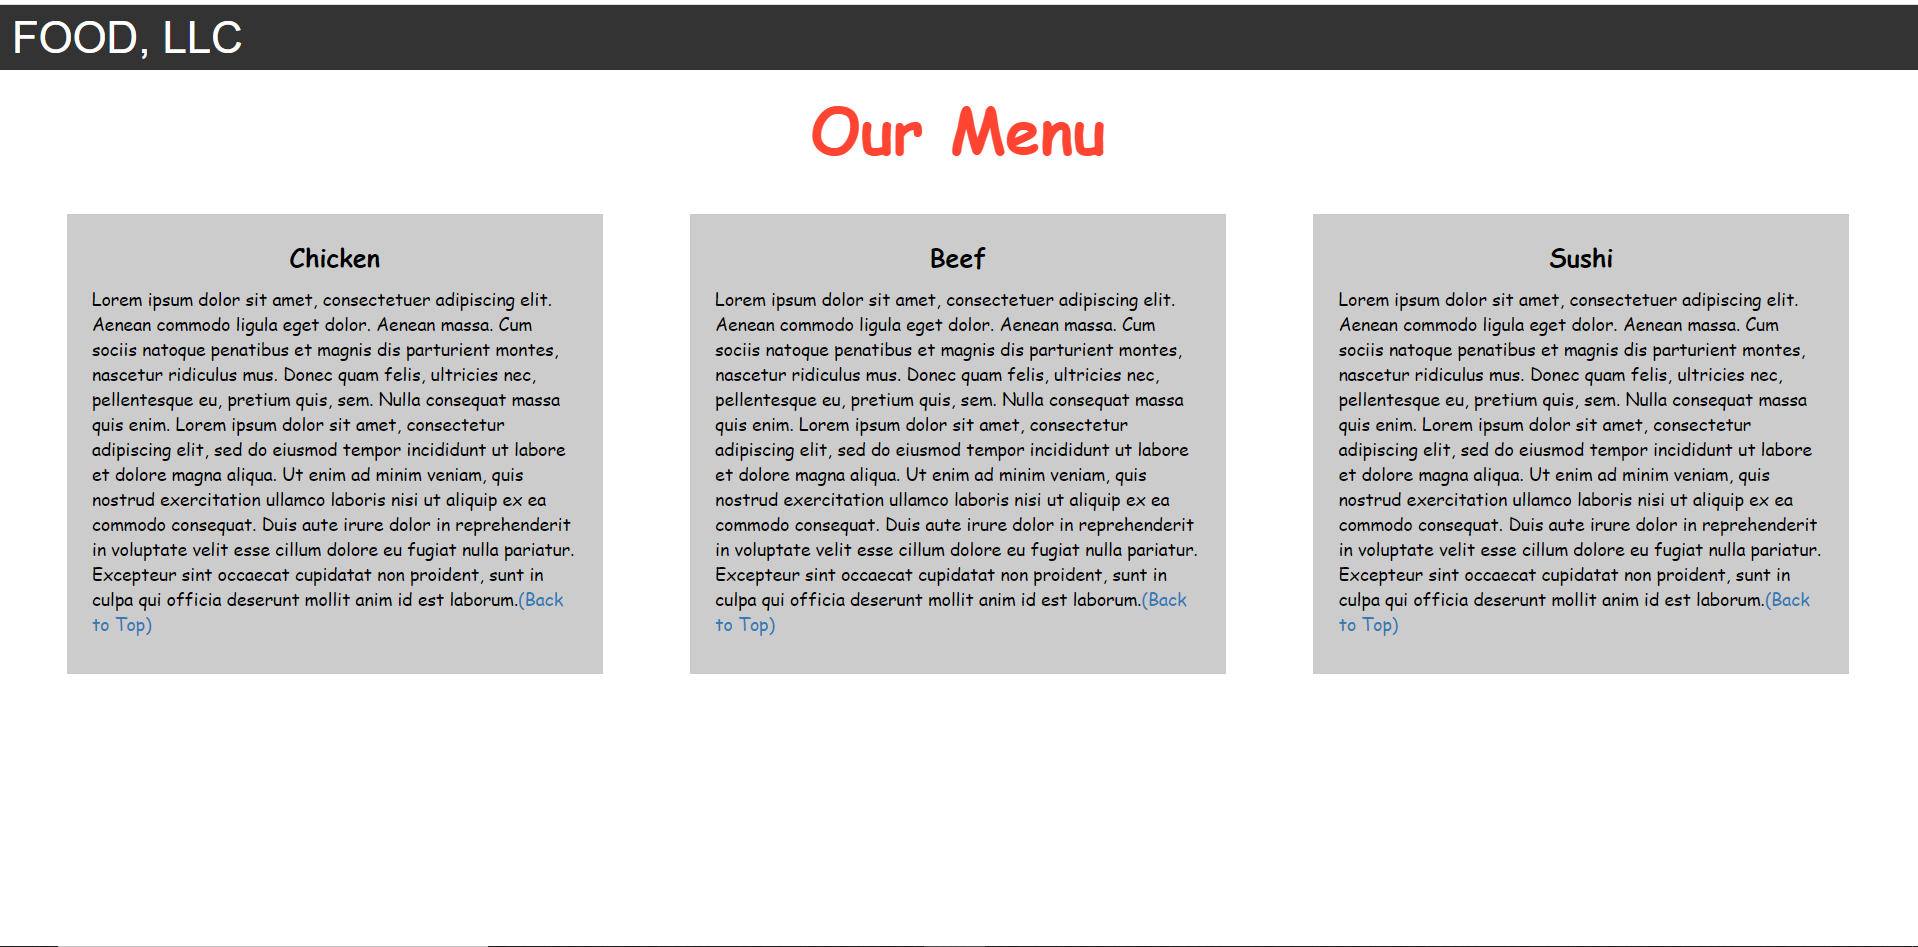 FOOD, LLC
Our Menu
Chicken
Lorem ipsum dolor sit amet, consectetuer adipiscing elit.
Aenean commodo ligula eget dolor. Aenean massa. Cum
sociis natoque penatibus et magnis dis parturient montes,
nascetur ridiculus mus. Donec quam felis, ultricies nec,
pellentesque eu, pretium quis, sem. Nulla consequat massa
quis enim. Lorem ipsum dolor sit amet, consectetur
adipiscing elit, sed do eiusmod tempor incididunt ut labore
et dolore magna aliqua. Ut enim ad minim veniam, quis
nostrud exercitation ullamco laboris nisi ut aliquip ex ea
commodo consequat. Duis aute irure dolor in reprehenderit
in voluptate velit esse cillum dolore eu fugiat nulla pariatur.
Excepteur sint occaecat cupidatat non proident, sunt in
culpa qui officia deserunt mollit anim id est laborum.(Back
to Top)
Beef
Lorem ipsum dolor sit amet, consectetuer adipiscing elit.
Aenean commodo ligula eget dolor. Aenean massa. Cum
sociis natoque penatibus et magnis dis parturient montes,
nascetur ridiculus mus. Donec quam felis, ultricies nec,
pellentesque eu, pretium quis, sem. Nulla consequat massa
quis enim. Lorem ipsum dolor sit amet, consectetur
adipiscing elit, sed do eiusmod tempor incididunt ut labore
et dolore magna aliqua. Ut enim ad minim veniam, quis
nostrud exercitation ullamco laboris nisi ut aliquip ex ea
commodo consequat. Duis aute irure dolor in reprehenderit
in voluptate velit esse cillum dolore eu fugiat nulla pariatur.
Excepteur sint occaecat cupidatat non proident, sunt in
culpa qui officia deserunt mollit anim id est laborum.(Back
to Top)
Sushi
Lorem ipsum dolor sit amet, consectetuer adipiscing elit.
Aenean commodo ligula eget dolor. Aenean massa. Cum
sociis natoque penatibus et magnis dis parturient montes,
nascetur ridiculus mus. Donec quam felis, ultricies nec,
pellentesque eu, pretium quis, sem. Nulla consequat massa
quis enim. Lorem ipsum dolor sit amet, consectetur
adipiscing elit, sed do eiusmod tempor incididunt ut labore
et dolore magna aliqua. Ut enim ad minim veniam, quis
nostrud exercitation ullamco laboris nisi ut aliquip ex ea
commodo consequat. Duis aute irure dolor in reprehenderit
in voluptate velit esse cillum dolore eu fugiat nulla pariatur.
Excepteur sint occaecat cupidatat non proident, sunt in
culpa qui officia deserunt mollit anim id est laborum.(Back
to Top)